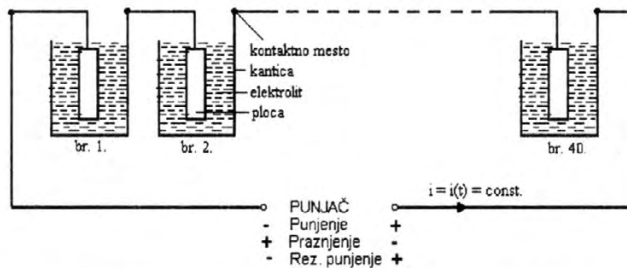 kontaktno mesto
kantica
elektrolit
ploca
br. 1.
br. 2.
br. 40.
i = i(t) = const.
PUNJAČ
- Punjenje +
+ Praznjenje -
- Rez. punjenje +